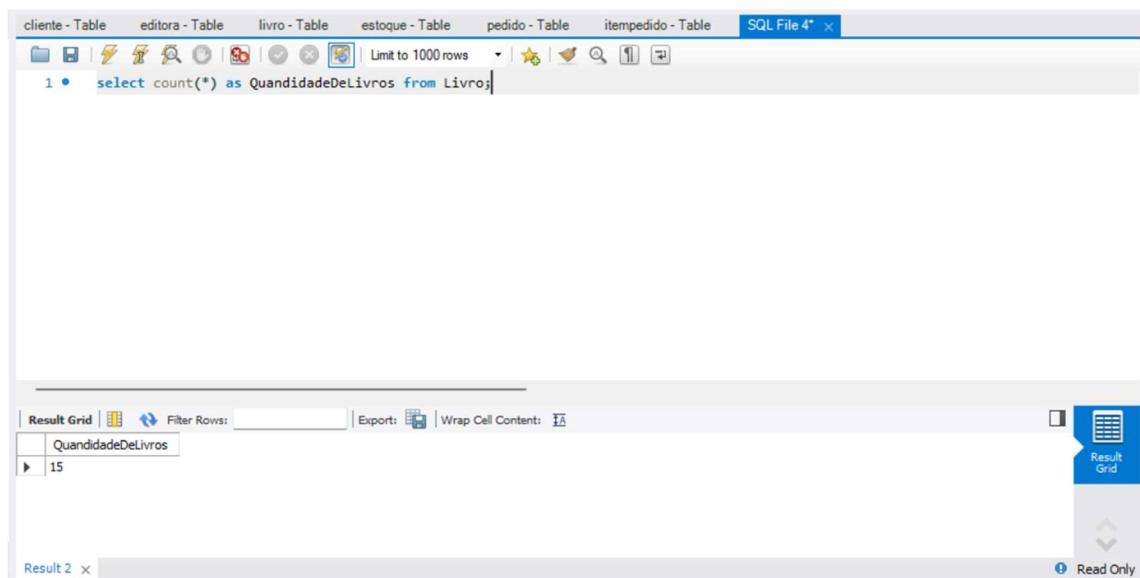 cliente - Table editora - Table livro - Table estoque - Table pedido - Table itempedido - Table SQL File 4* ×
Limit to 1000 rows
1 select count(*) as QuandidadeDeLivros from Livro;
Result Grid Filter Rows: Export: Wrap Cell Content: IA
QuandidadeDeLivros
15
Result
Grid
Result 2 × Read Only